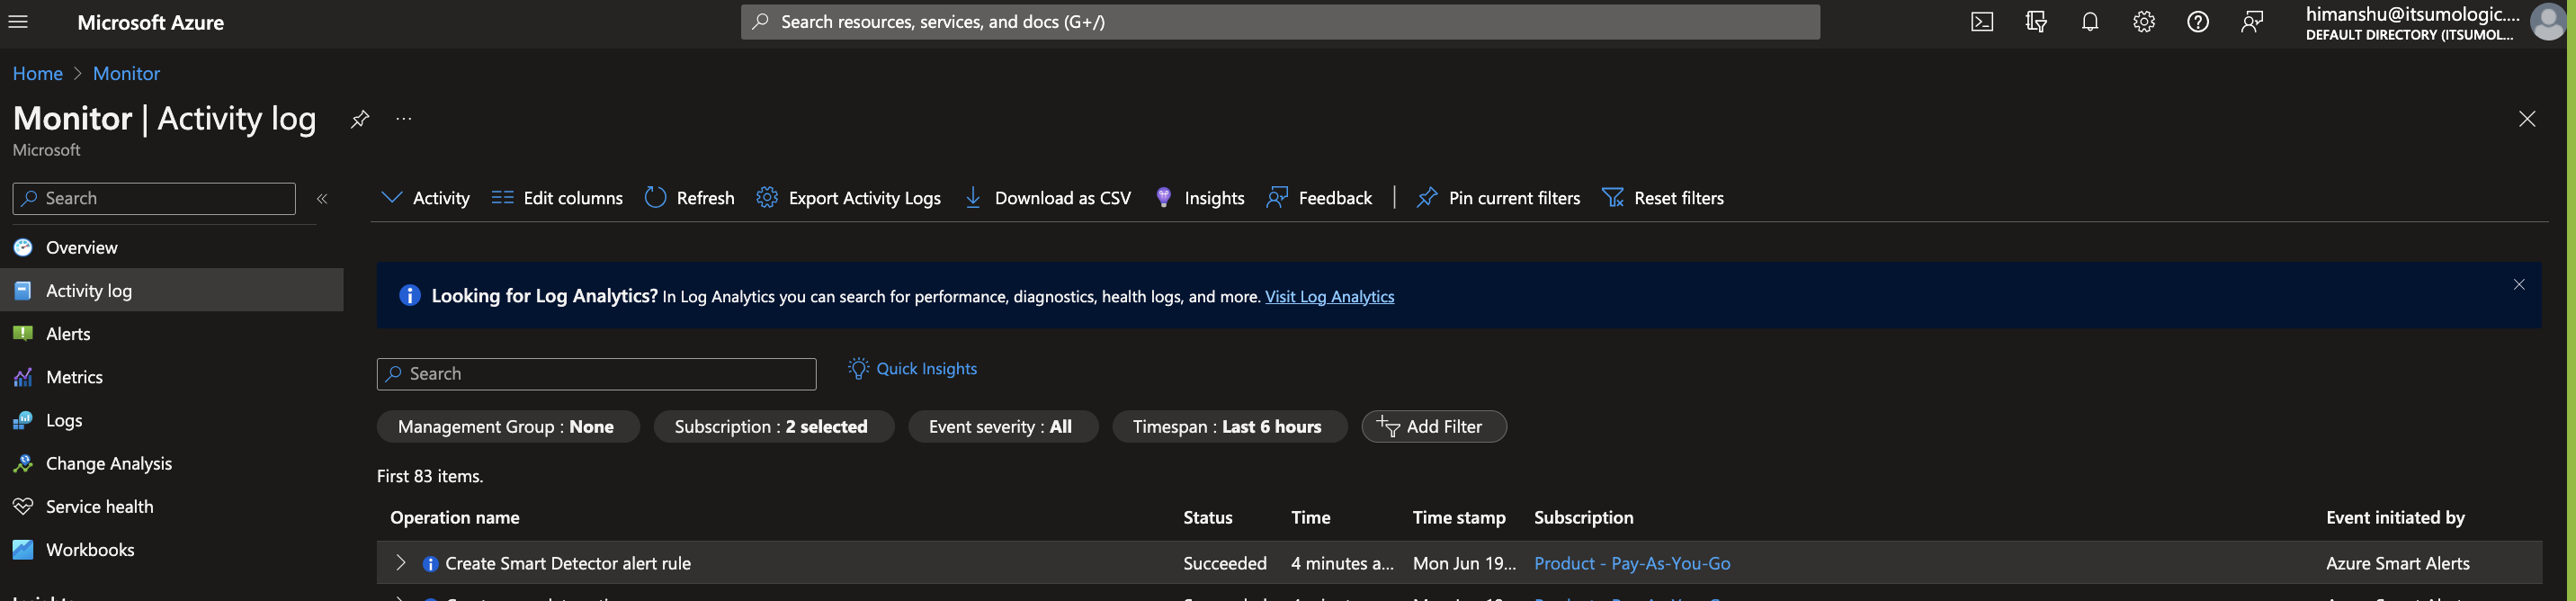 Microsoft Azure
Search resources, services, and docs (G+/)
himanshu@itsumologic....
DEFAULT DIRECTORY (ITSUMOL...
Home > Monitor
Monitor | Activity log
...
Microsoft
Search
«
Activity
Edit columns
Refresh
Export Activity Logs
Download as CSV
Insights
Feedback
Pin current filters
Reset filters
Overview
Activity log
Alerts
Metrics
Logs
Change Analysis
Service health
Workbooks
Looking for Log Analytics? In Log Analytics you can search for performance, diagnostics, health logs, and more. Visit Log Analytics
Search
Quick Insights
Management Group : None
Subscription : 2 selected
Event severity : All
Timespan : Last 6 hours
Add Filter
First 83 items.
Operation name Status Time Time stamp Subscription Event initiated by
Create Smart Detector alert rule Succeeded 4 minutes a... Mon Jun 19... Product - Pay-As-You-Go Azure Smart Alerts